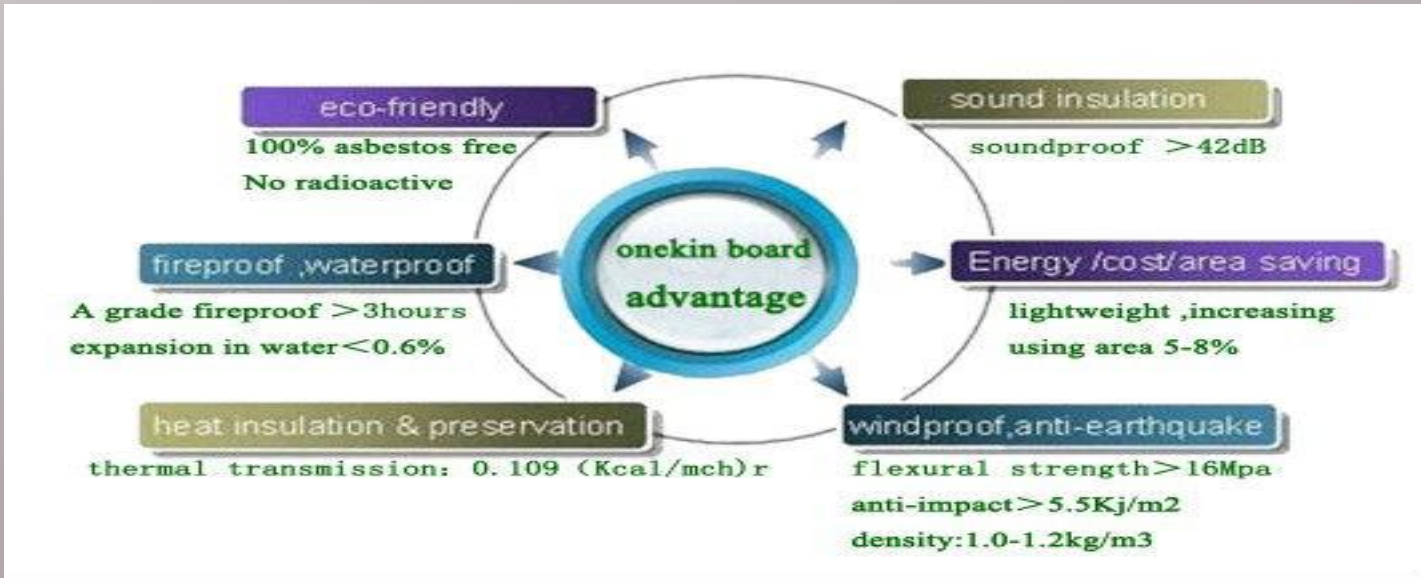 eco-friendly
100% asbestos free
No radioactive
sound insulation
soundproof >42dB
fireproof ,waterproof
A grade fireproof >3hours
expansion in water<0.6%
onekin board
advantage
Energy /cost/area saving
lightweight ,increasing
using area 5-8%
heat insulation & preservation
thermal transmission: 0.109 (Kcal/mch)r
windproof,anti-earthquake
flexural strength>16Mpa
anti-impact>5.5Kj/m2
density:1.0-1.2kg/m3